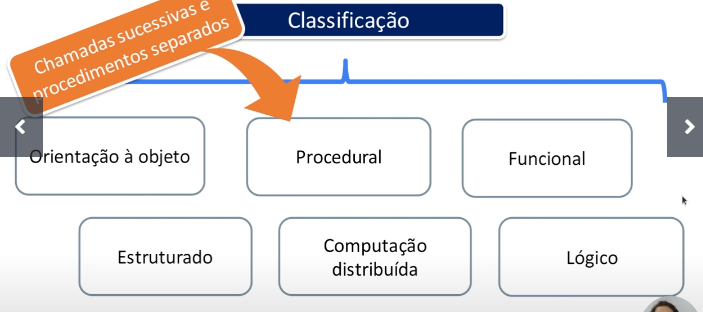 Classificação
Chamadas sucessivas e
procedimentos separados
Orientação à objeto
Procedural
Funcional
Estruturado
Computação
distribuída
Lógico